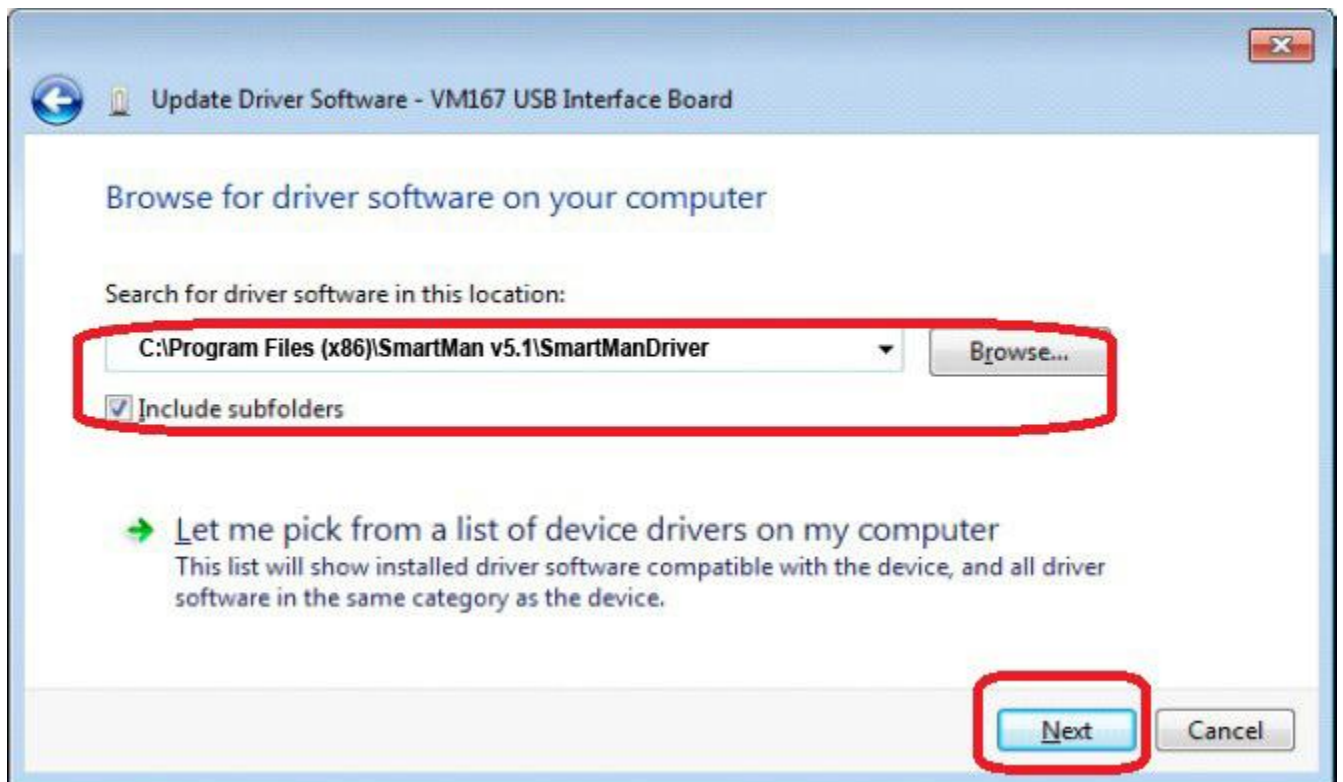 Update Driver Software - VM167 USB Interface Board
Browse for driver software on your computer
Search for driver software in this location:
C:\Program Files (x86)\SmartMan v5.1\SmartManDriver
Browse...
Include subfolders
Let me pick from a list of device drivers on my computer
This list will show installed driver software compatible with the device, and all driver
software in the same category as the device.
Next
Cancel